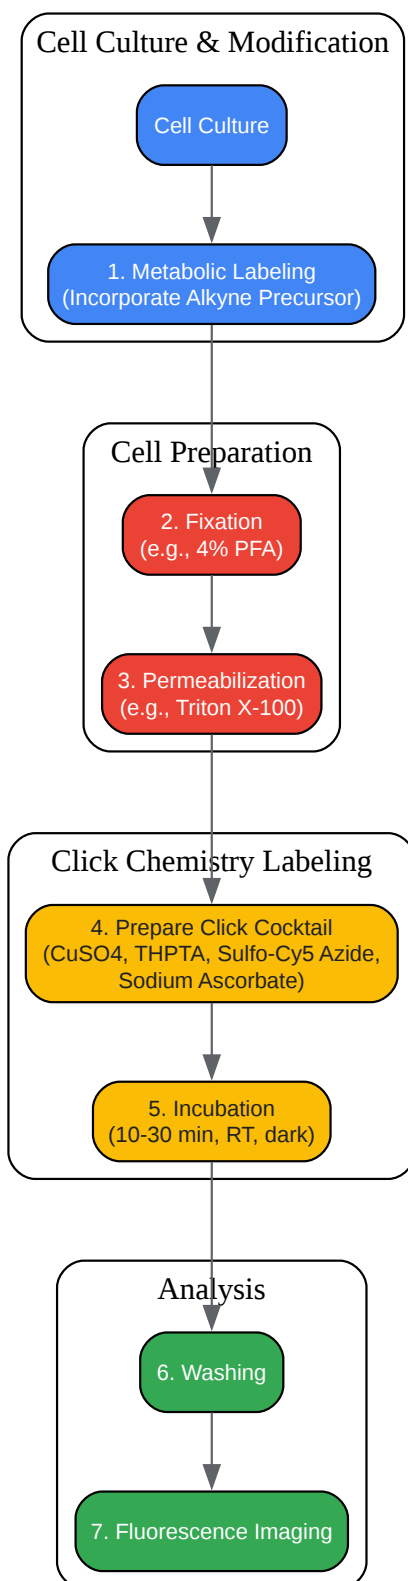 Cell Culture & Modification
Cell Culture
1. Metabolic Labeling
(Incorporate Alkyne Precursor)
Cell Preparation
2. Fixation
(e.g., 4% PFA)
3. Permeabilization
(e.g., Triton X-100)
Click Chemistry Labeling
4. Prepare Click Cocktail
(CuSO4, THPTA, Sulfo-Cy5 Azide,
Sodium Ascorbate)
5. Incubation
(10-30 min, RT, dark)
Analysis
6. Washing
7. Fluorescence Imaging